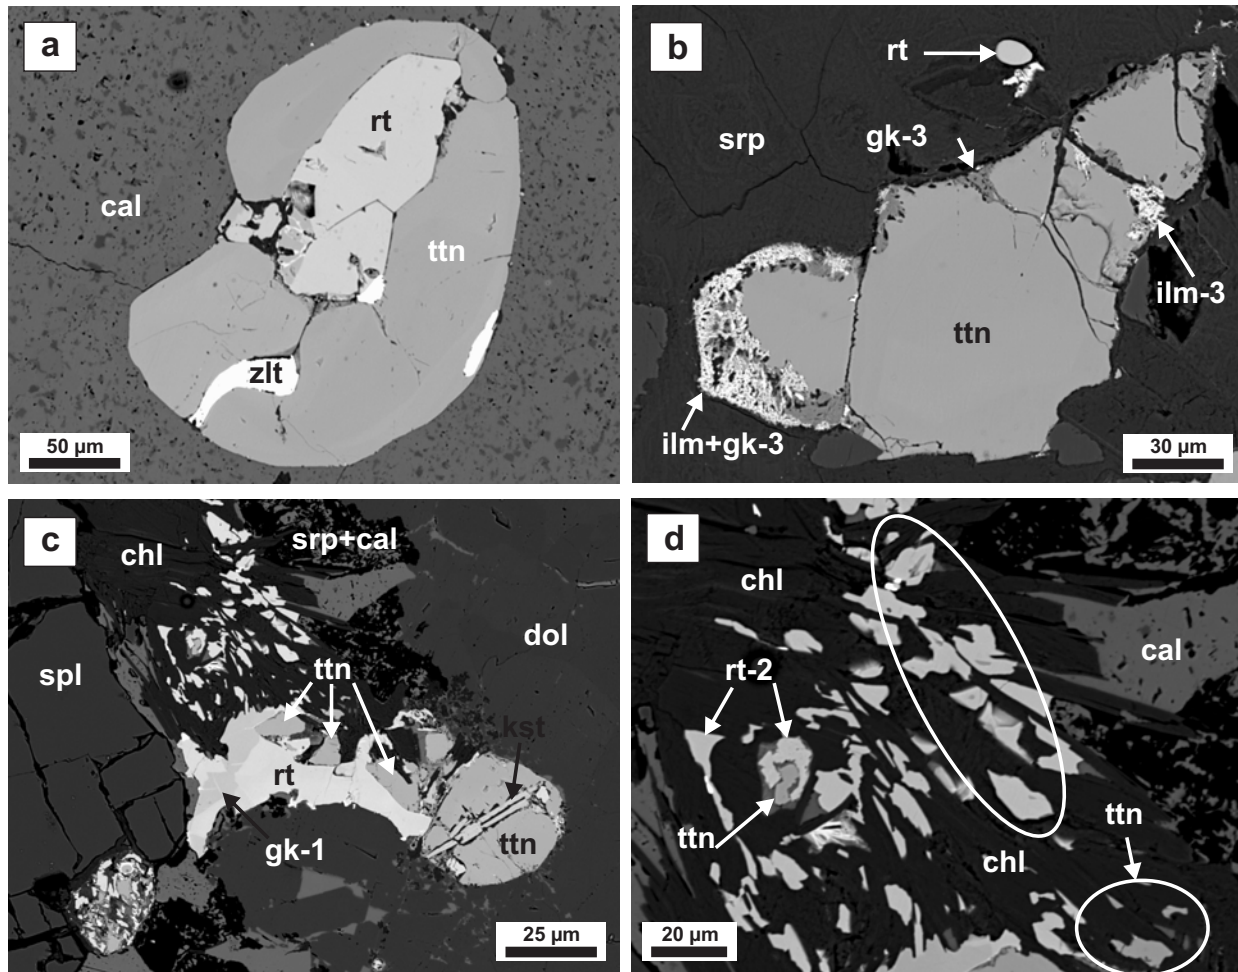 a
rt
cal
ttn
zlt
50 µm
b
rt
srp
gk-3
ttn
ilm-3
ilm+gk-3
30 µm
c
chl
srp+cal
dol
spl
ttn
kst
rt
gk-1
ttn
25 µm
d
chl
cal
rt-2
ttn
ttn
chl
20 µm